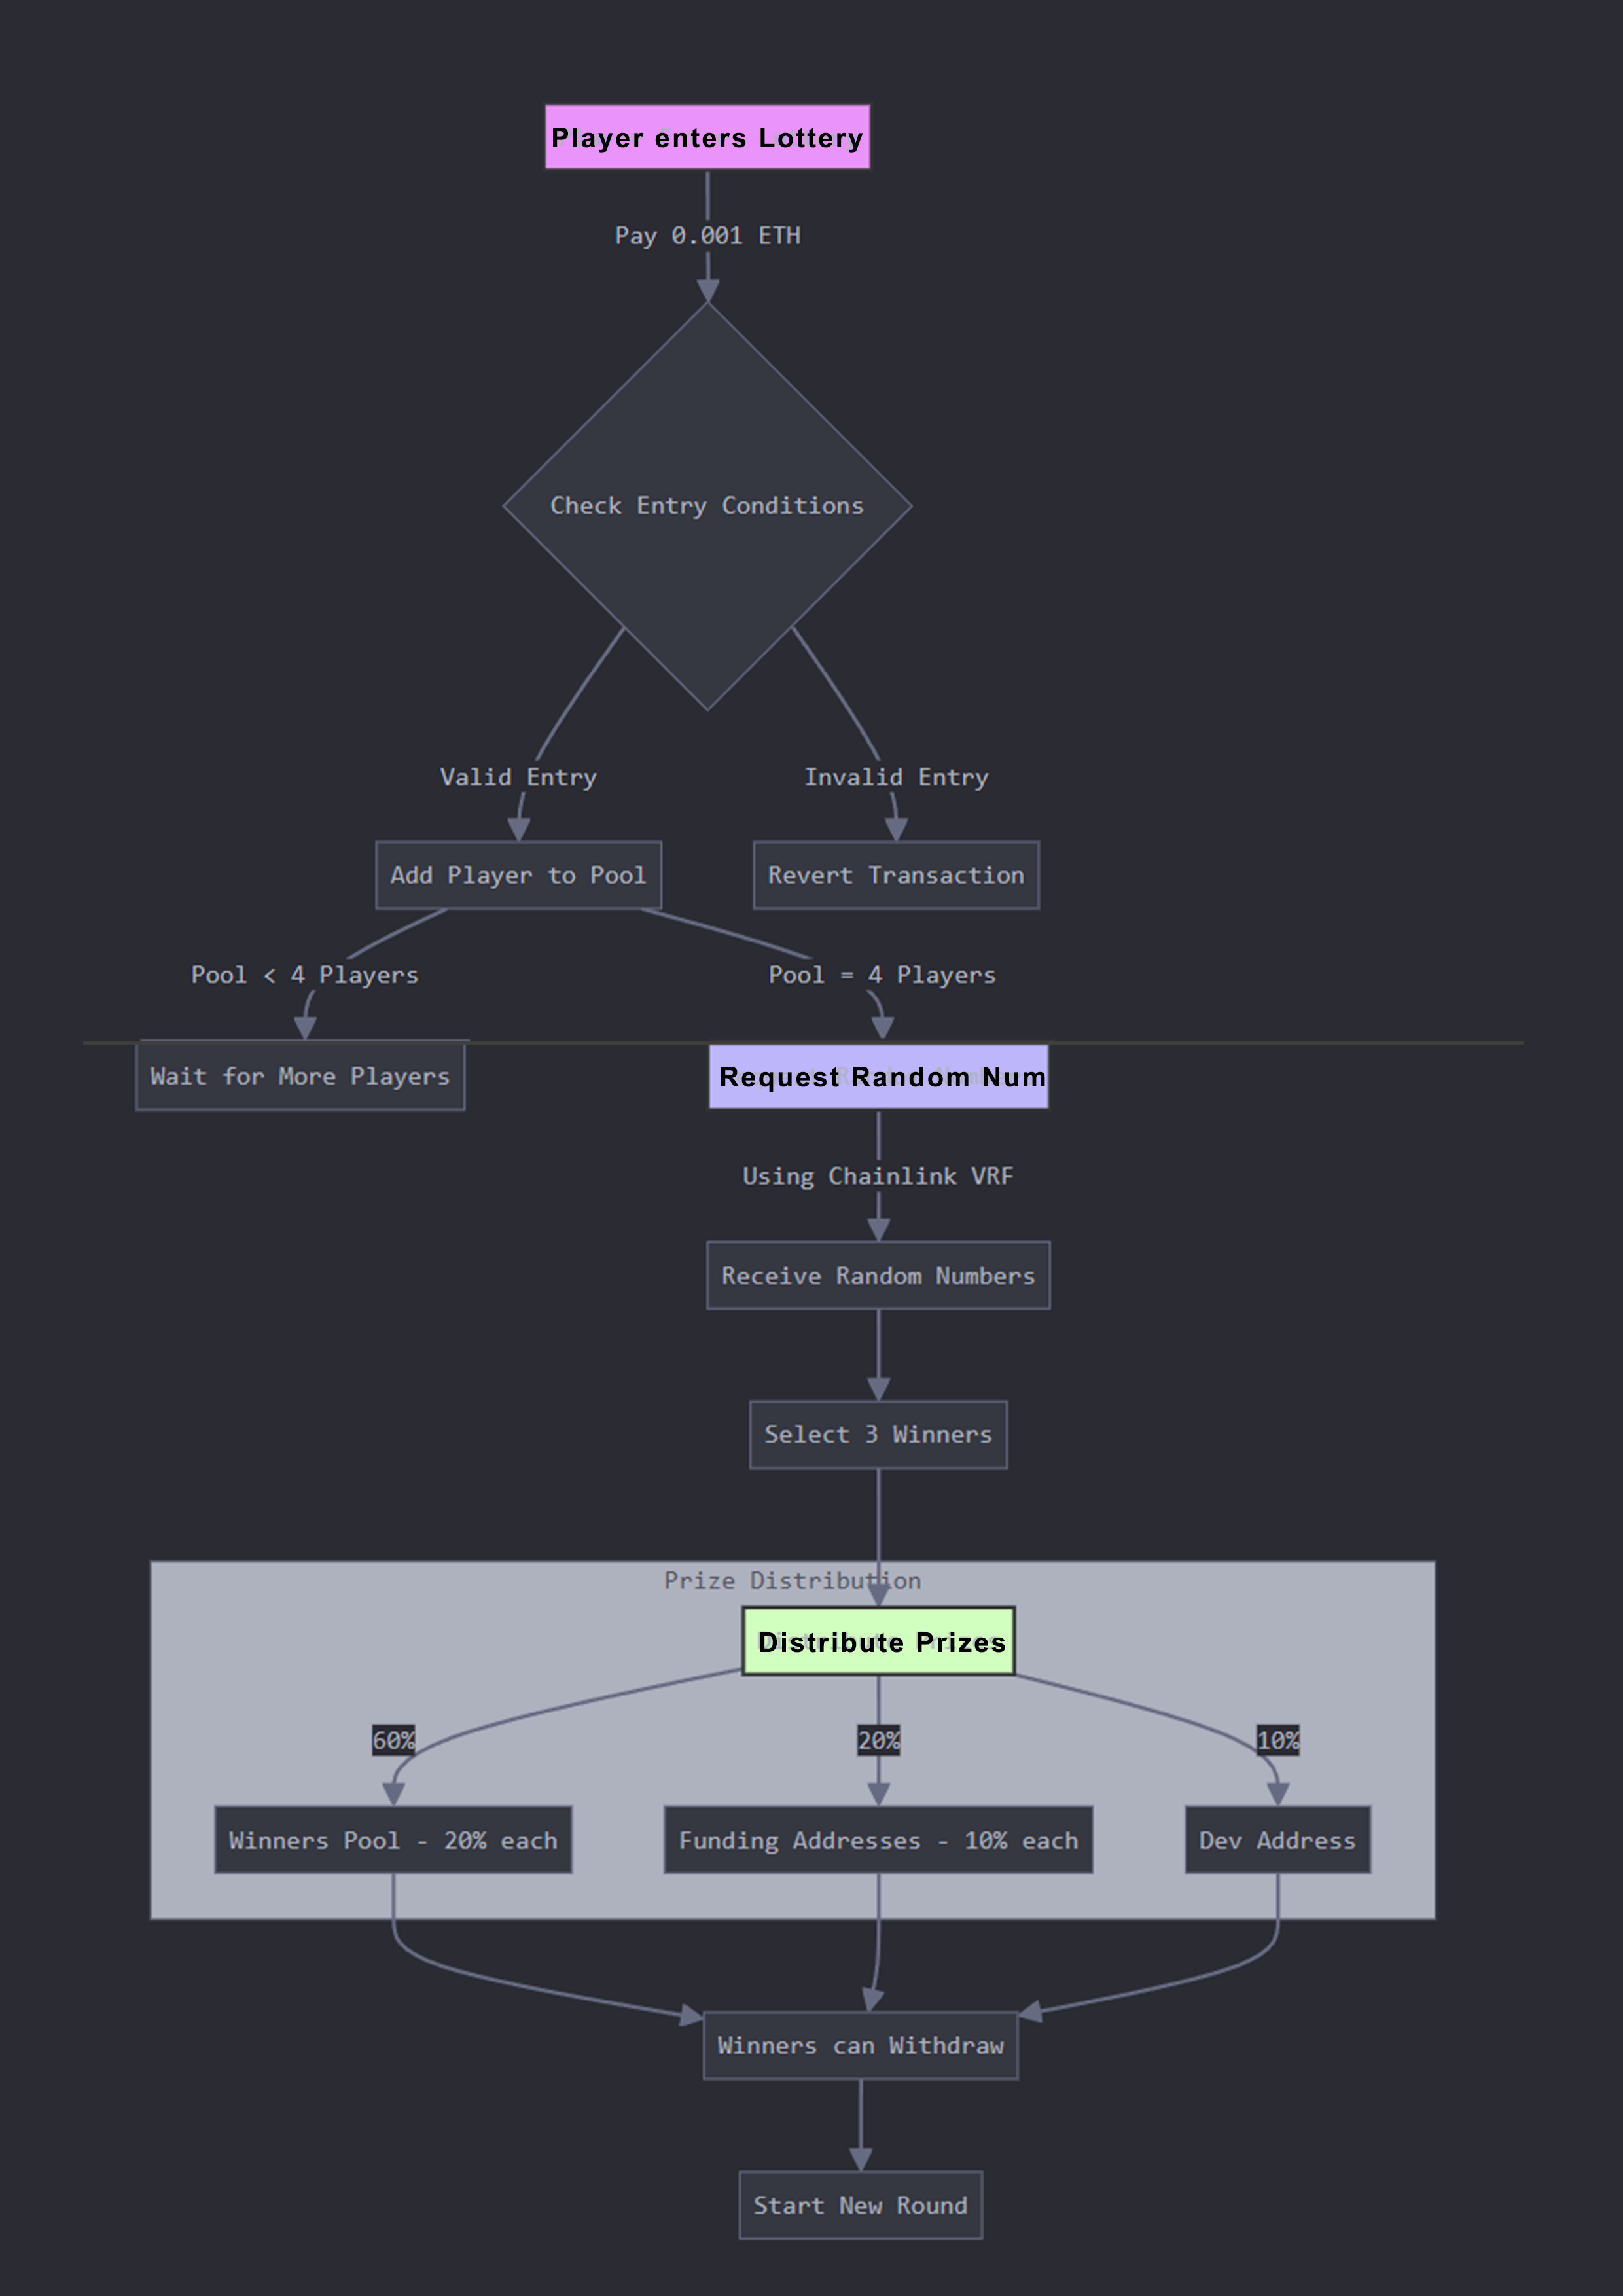 Player enters Lottery
Pay 0.001 ETH
Check Entry Conditions
Valid Entry
Invalid Entry
Add Player to Pool
Revert Transaction
Pool < 4 Players
Pool = 4 Players
Wait for More Players
Request Random Num
Using Chainlink VRF
Receive Random Numbers
Select 3 Winners
Prize Distribution
Distribute Prizes
60%
20%
10%
Winners Pool - 20% each
Funding Addresses - 10% each
Dev Address
Winners can Withdraw
Start New Round